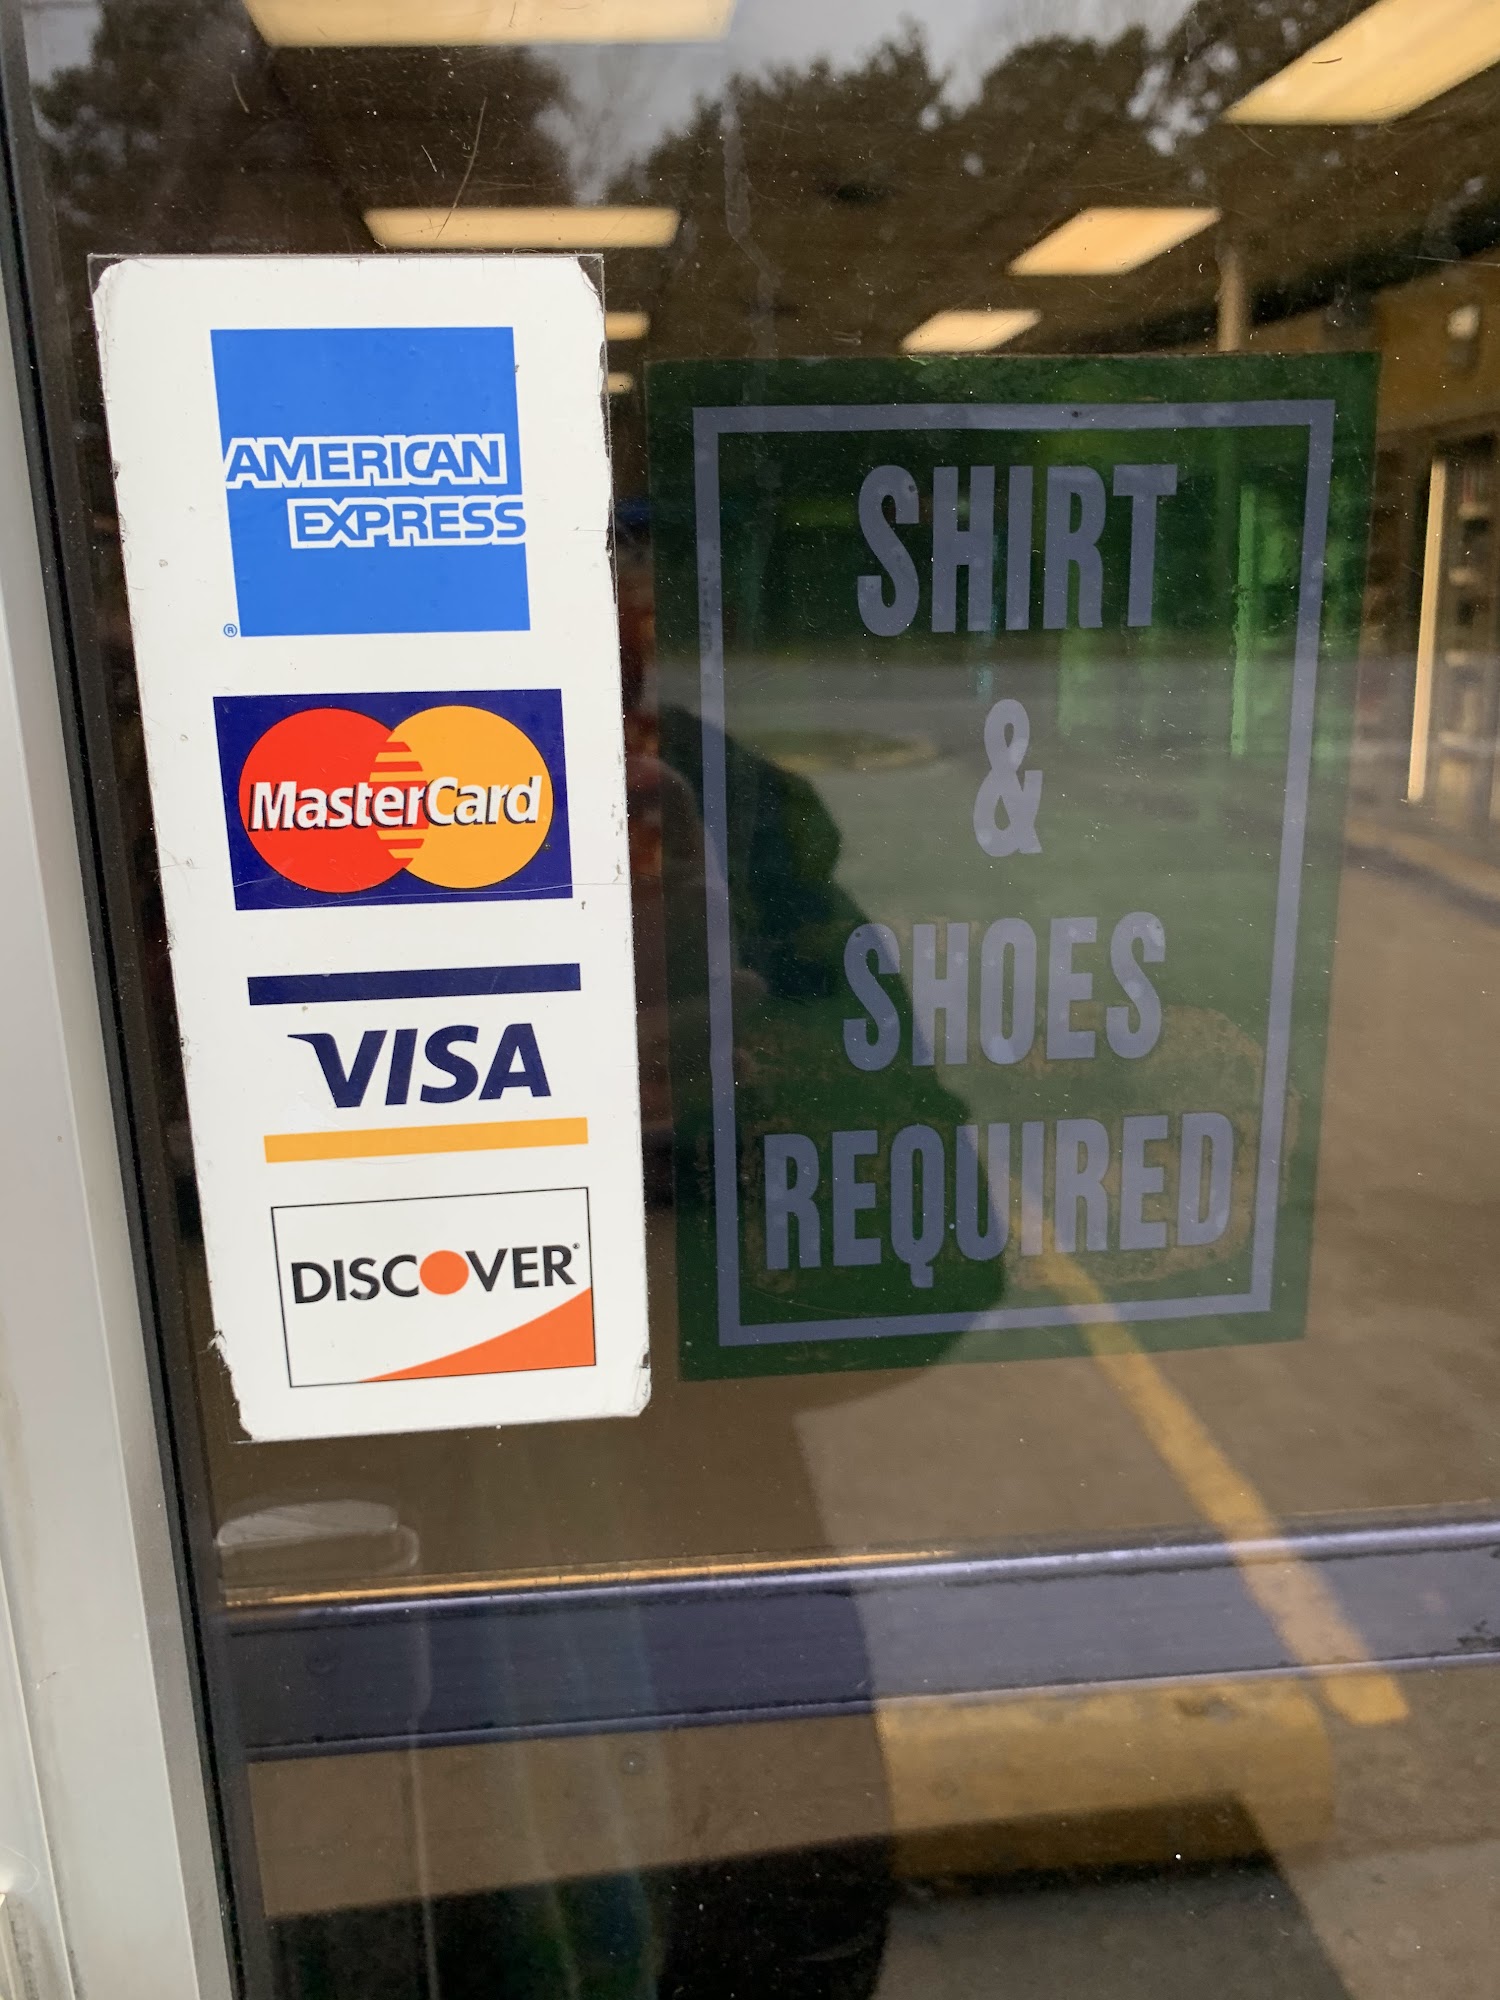 AMERICAN
EXPRESS
®
MasterCard
VISA
DISCOVER®
SHIRT
&
SHOES
REQUIRED